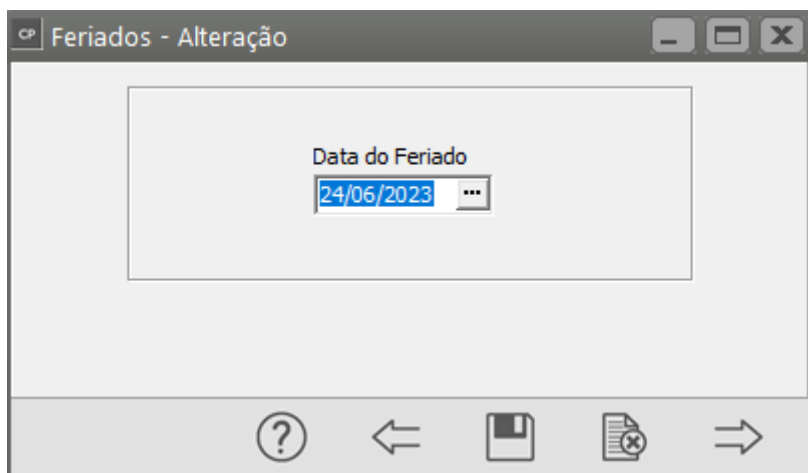 CP Feriados - Alteração
Data do Feriado
24/06/2023 ...
?